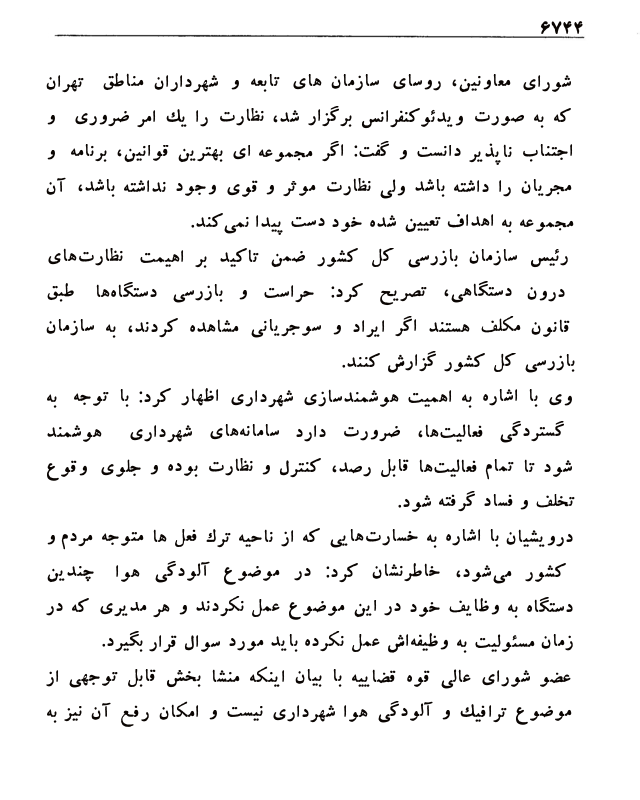 ۶۷۴۴
شورای معاونین، روسای سازمان های تابعه و شهرداران مناطق تهران
که به صورت ویدئوکنفرانس برگزار شد، نظارت را یك امر ضروری و
اجتناب ناپذیر دانست و گفت: اگر مجموعه ای بهترین قوانین، برنامه و
مجریان را داشته باشد ولی نظارت موثر و قوی وجود نداشته باشد، آن
مجموعه به اهداف تعیین شده خود دست پیدا نمی‌کند.
رئیس سازمان بازرسی کل کشور ضمن تاکید بر اهیمت نظارت‌های
درون دستگاهی، تصریح کرد: حراست و بازرسی دستگاه‌ها طبق
قانون مکلف هستند اگر ایراد و سوجریانی مشاهده کردند، به سازمان
بازرسی کل کشور گزارش کنند.
وی با اشاره به اهمیت هوشمندسازی شهرداری اظهار کرد: با توجه به
گستردگی فعالیت‌ها، ضرورت دارد سامانه‌های شهرداری هوشمند
شود تا تمام فعالیت‌ها قابل رصد، کنترل و نظارت بوده و جلوی وقوع
تخلف و فساد گرفته شود.
درویشیان با اشاره به خسارت‌هایی که از ناحیه ترك فعل ها متوجه مردم و
کشور می‌شود، خاطرنشان کرد: در موضوع آلودگی هوا چندین
دستگاه به وظایف خود در این موضوع عمل نکردند و هر مدیری که در
زمان مسئولیت به وظیفه‌اش عمل نکرده باید مورد سوال قرار بگیرد.
عضو شورای عالی قوه قضاییه با بیان اینکه منشا بخش قابل توجهی از
موضوع ترافیك و آلودگی هوا شهرداری نیست و امکان رفع آن نیز به